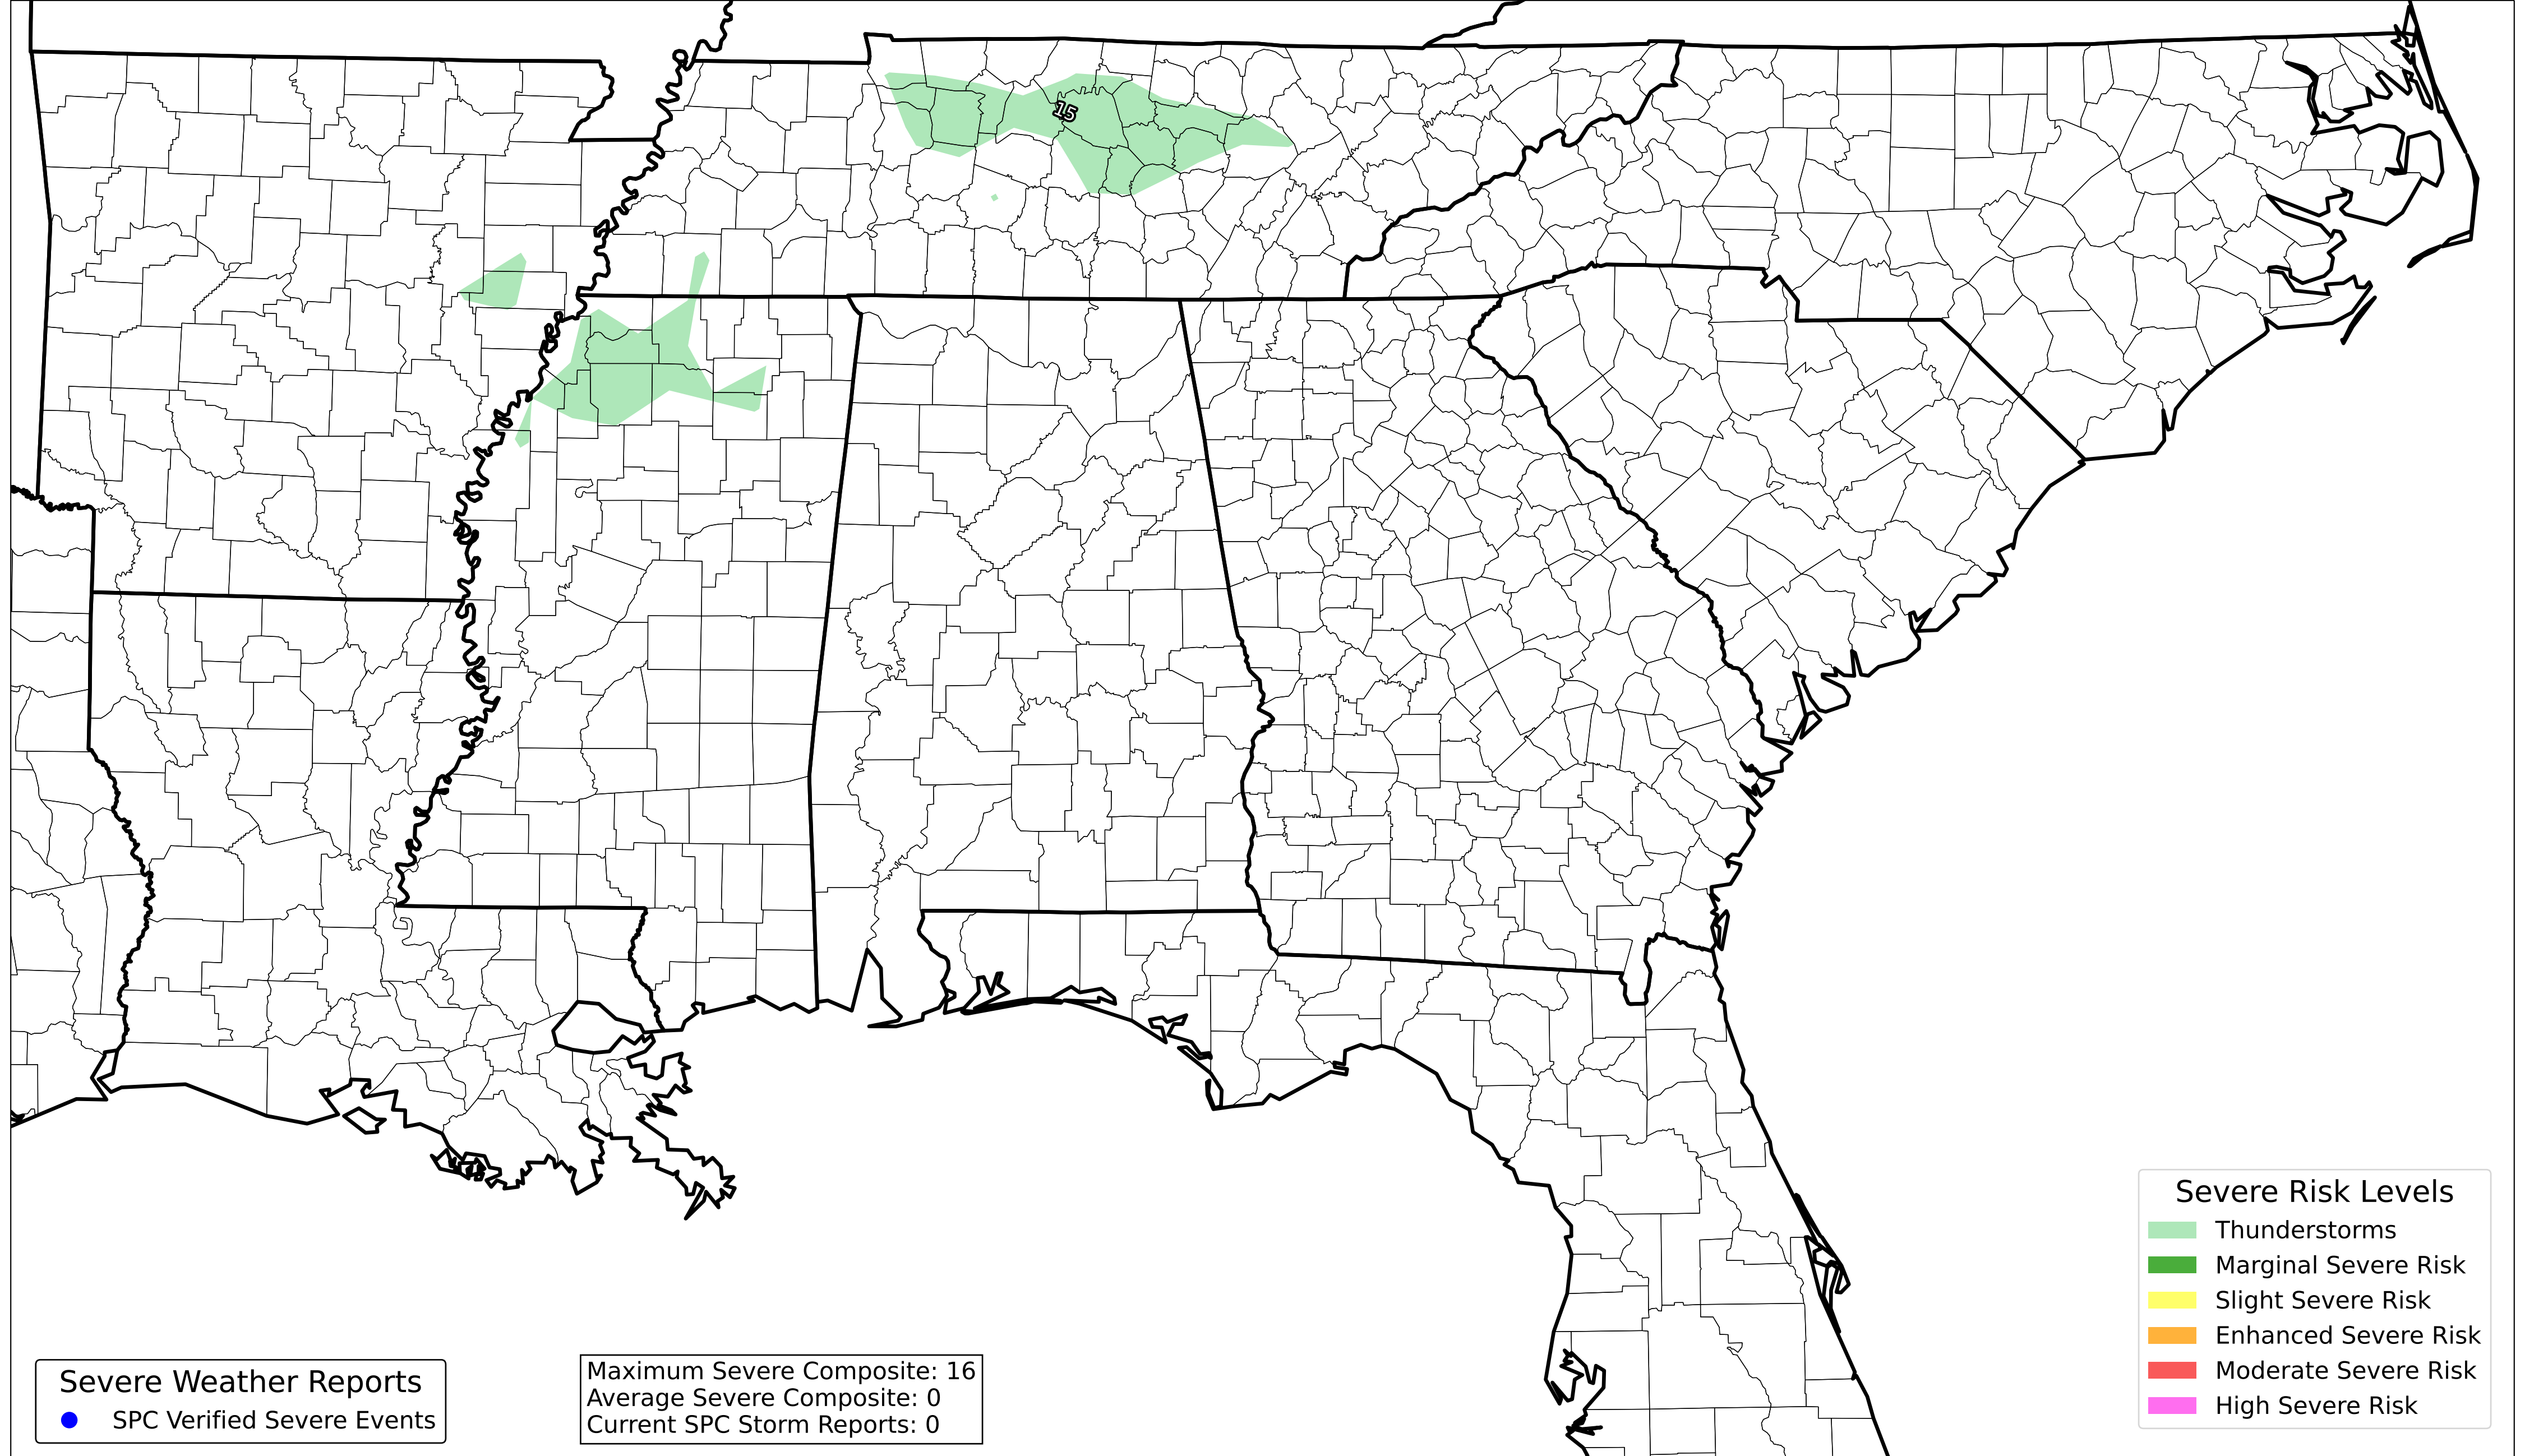 15
Severe Risk Levels
Thunderstorms
Marginal Severe Risk
Slight Severe Risk
Enhanced Severe Risk
Moderate Severe Risk
High Severe Risk
Severe Weather Reports
SPC Verified Severe Events
Maximum Severe Composite: 16
Average Severe Composite: 0
Current SPC Storm Reports: 0